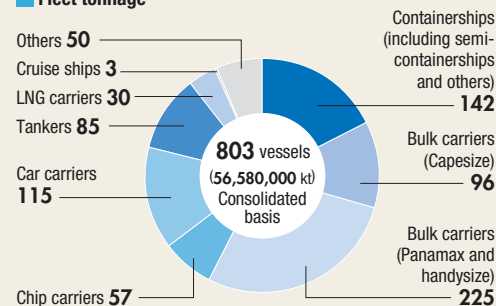 Fleet tonnage
Others 50
Cruise ships 3
LNG carriers 30
Tankers 85
Car carriers
115
Chip carriers 57
803 vessels
(56,580,000 kt)
Consolidated
basis
Containerships
(including semi-
containerships
and others)
142
Bulk carriers
(Capesize)
96
Bulk carriers
(Panamax and
handysize)
225